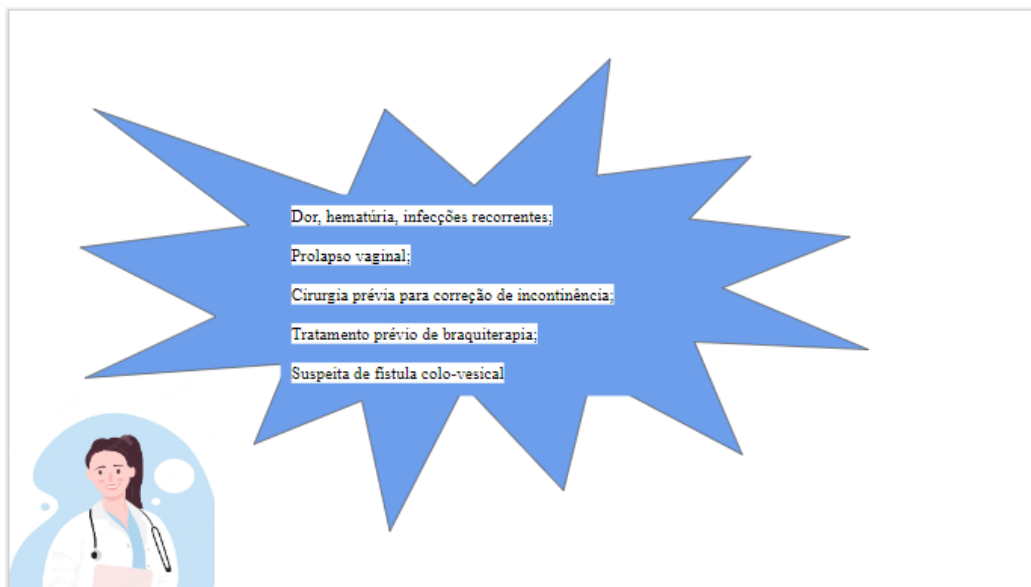 Dor, hematúria, infecções recorrentes;
Prolapso vaginal;
Cirurgia prévia para correção de incontinência;
Tratamento prévio de braquiterapia;
Suspeita de fistula colo-vesical